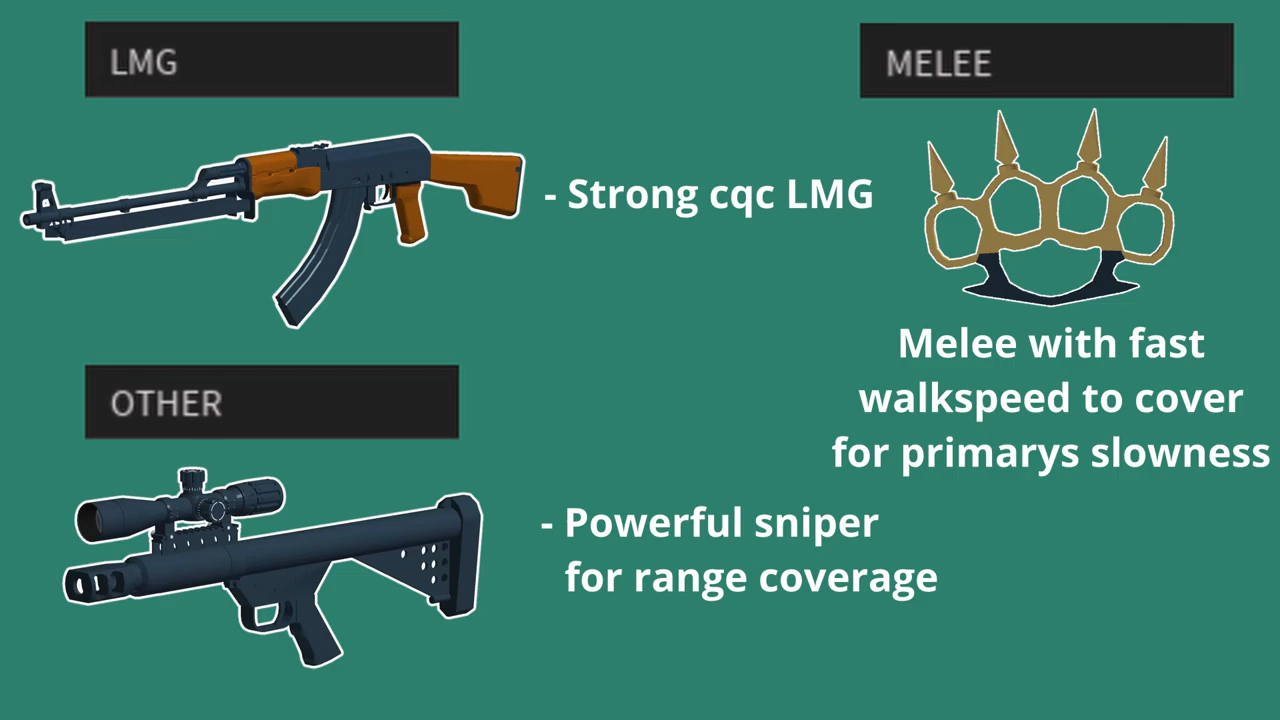 LMG
- Strong cqc LMG
MELEE
Melee with fast
walkspeed to cover
for primarys slowness
OTHER
- Powerful sniper
for range coverage